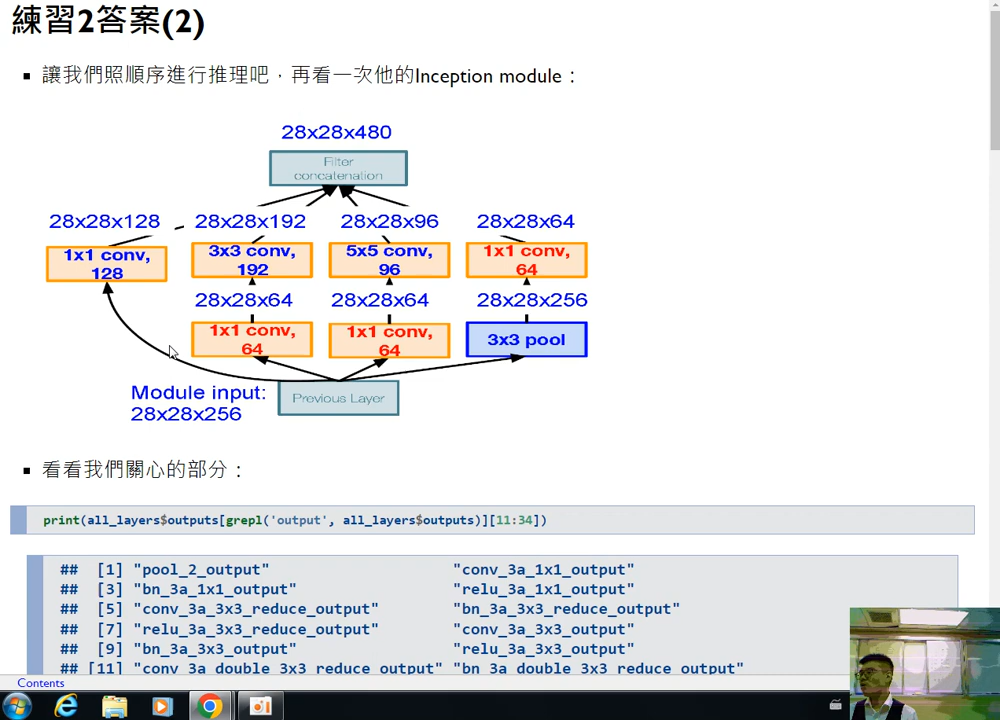 練習2答案(2)
▪ 讓我們照順序進行推理吧，再看一次他的Inception module：
28x28x480
Filter
concatenation
28x28x128 28x28x192 28x28x96 28x28x64
1x1 conv,
128
3x3 conv,
192
5x5 conv,
96
1x1 conv,
64
28x28x64 28x28x64 28x28x256
1x1 conv,
64
1x1 conv,
64
3x3 pool
Module input:
28x28x256
Previous Layer
▪ 看看我們關心的部分：
print(all_layers$outputs[grepl('output', all_layers$outputs)][11:34])
## [1] "pool_2_output" "conv_3a_1x1_output"
## [3] "bn_3a_1x1_output" "relu_3a_1x1_output"
## [5] "conv_3a_3x3_reduce_output" "bn_3a_3x3_reduce_output"
## [7] "relu_3a_3x3_reduce_output" "conv_3a_3x3_output"
## [9] "bn_3a_3x3_output" "relu_3a_3x3_output"
## [11] "conv_3a_double_3x3_reduce_output" "bn_3a_double_3x3_reduce_output"
Contents